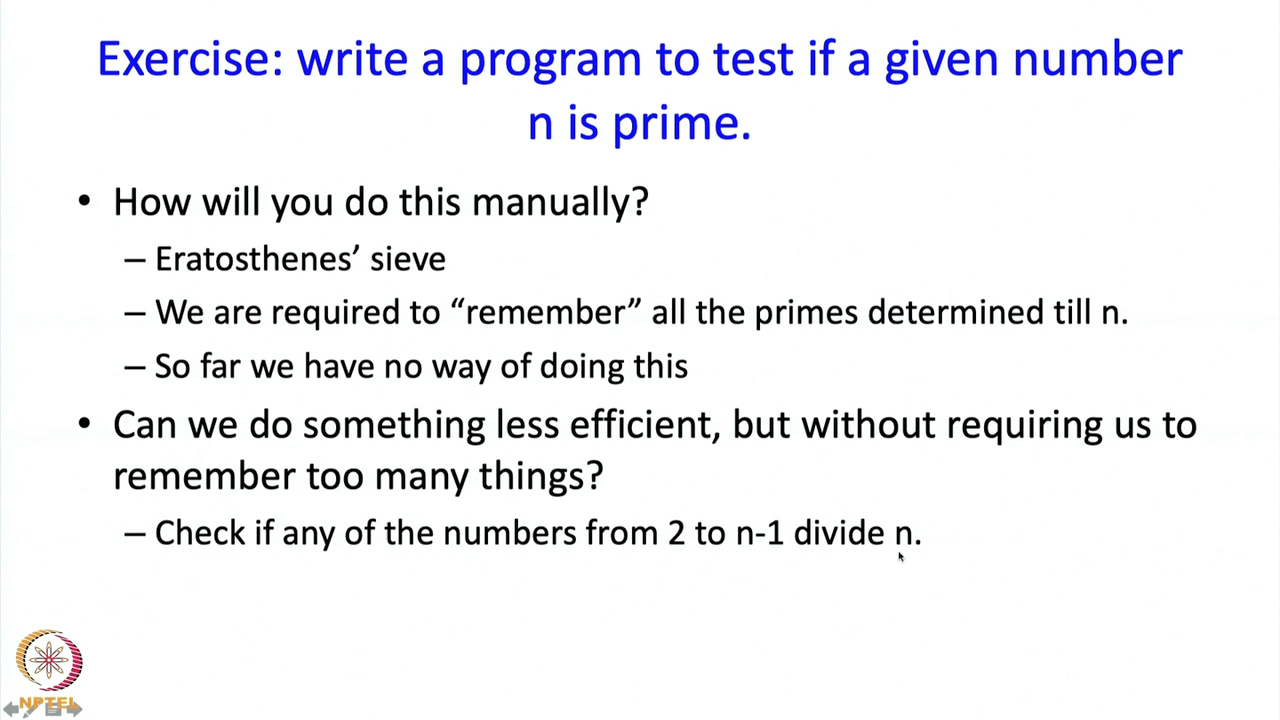 Exercise: write a program to test if a given number
n is prime.
• How will you do this manually?
– Eratosthenes’ sieve
– We are required to “remember” all the primes determined till n.
– So far we have no way of doing this
• Can we do something less efficient, but without requiring us to
remember too many things?
– Check if any of the numbers from 2 to n-1 divide n.
NPTEL